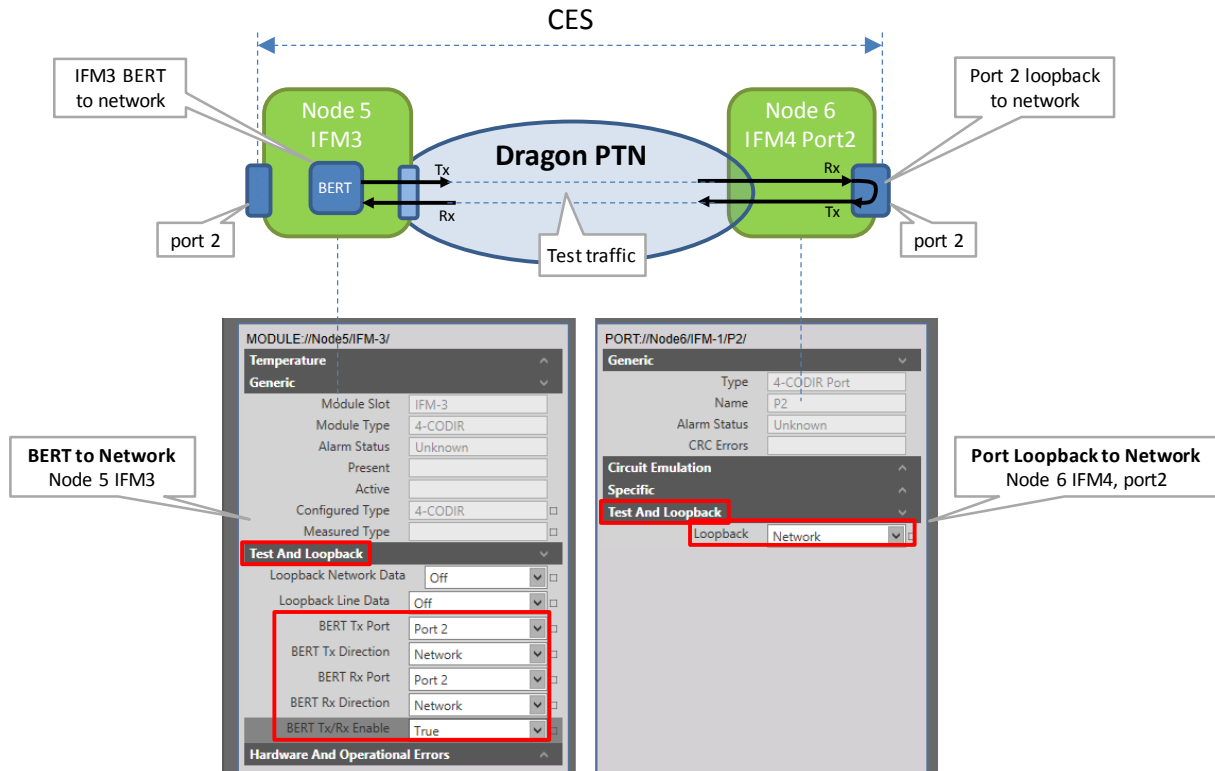 CES
IFM3 BERT
to network
Port 2 loopback
to network
Node 5
IFM3
Node 6
IFM4 Port2
Dragon PTN
BERT
Tx
Rx
Rx
Tx
port 2
port 2
Test traffic
MODULE://Node5/IFM-3/
Temperature
Generic
Module Slot IFM-3
Module Type 4-CODIR
Alarm Status Unknown
Present
Active
Configured Type 4-CODIR
Measured Type
Test And Loopback
Loopback Network Data Off
Loopback Line Data Off
BERT Tx Port Port 2
BERT Tx Direction Network
BERT Rx Port Port 2
BERT Rx Direction Network
BERT Tx/Rx Enable True
Hardware And Operational Errors
PORT://Node6/IFM-1/P2/
Generic
Type 4-CODIR Port
Name P2
Alarm Status Unknown
CRC Errors
Circuit Emulation
Specific
Test And Loopback
Loopback Network
BERT to Network
Node 5 IFM3
Port Loopback to Network
Node 6 IFM4, port2